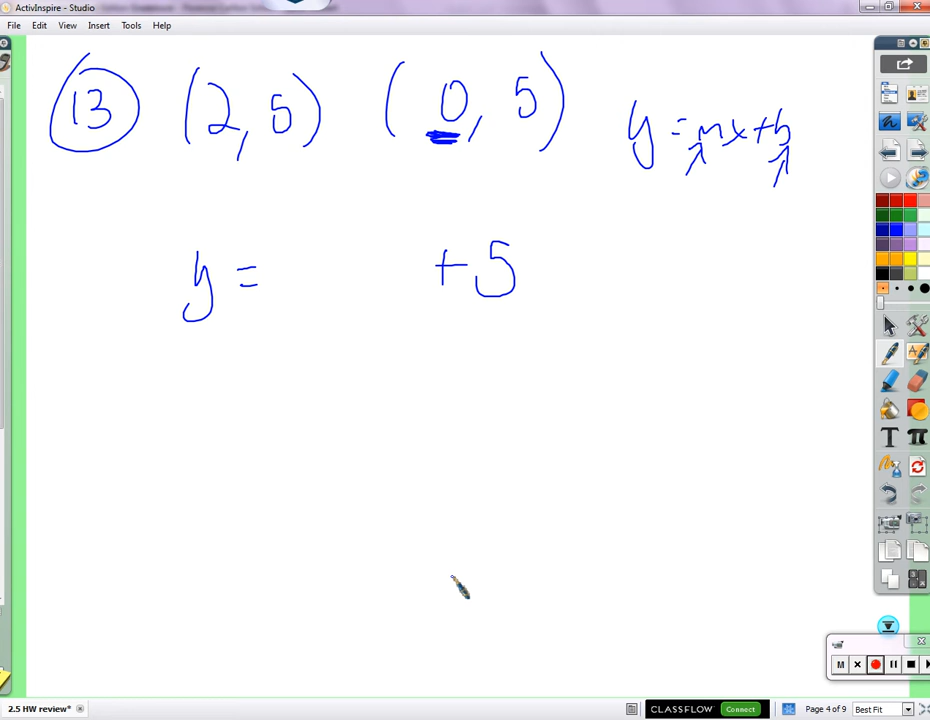 ActivInspire - Studio
File Edit View Insert Tools Help
13 (2, 5) (0, 5) y = mx + b
y = + 5
T π
M
2.5 HW review*
CLASSFLOW Connect
Page 4 of 9 Best Fit